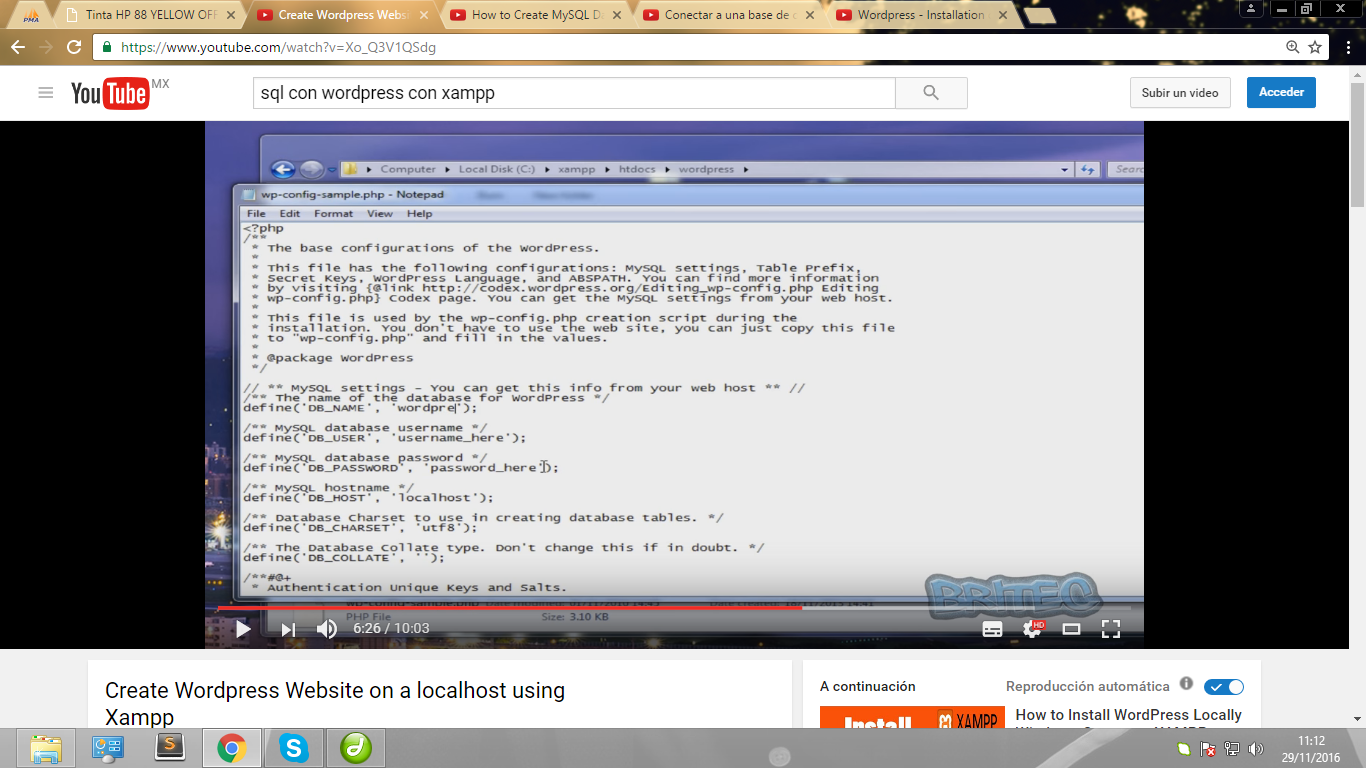 PMA
Tinta HP 88 YELLOW OFF
Create Wordpress Webs
How to Create MySQL D
Conectar a una base de
Wordpress - Installation
https://www.youtube.com/watch?v=Xo_Q3V1QSdg
YouTube MX
sql con wordpress con xampp
Subir un video
Acceder
Computer
Local Disk (C:)
xampp
htdocs
wordpress
Searc
wp-config-sample.php - Notepad
File Edit Format View Help
<?php
/**
* The base configurations of the WordPress.
*
* This file has the following configurations: MySQL settings, Table Prefix,
* Secret Keys, WordPress Language, and ABSPATH. You can find more information
* by visiting {@link http://codex.wordpress.org/Editing_wp-config.php Editing
* wp-config.php} Codex page. You can get the MySQL settings from your web host.
*
* This file is used by the wp-config.php creation script during the
* installation. You don't have to use the web site, you can just copy this file
* to "wp-config.php" and fill in the values.
*
* @package WordPress
*/
// ** MySQL settings - You can get this info from your web host ** //
/** The name of the database for WordPress */
define('DB_NAME', 'wordpre');
/** MySQL database username */
define('DB_USER', 'username_here');
/** MySQL database password */
define('DB_PASSWORD', 'password_here');
/** MySQL hostname */
define('DB_HOST', 'localhost');
/** Database Charset to use in creating database tables. */
define('DB_CHARSET', 'utf8');
/** The Database Collate type. Don't change this if in doubt. */
define('DB_COLLATE', '');
/**#@+
* Authentication Unique Keys and Salts.
BRITEC
PHP File
Size: 3.10 KB
6:26 / 10:03
HD
Create Wordpress Website on a localhost using
Xampp
A continuación
Reproducción automática
Install
XAMPP
How to Install WordPress Locally
11:12
29/11/2016